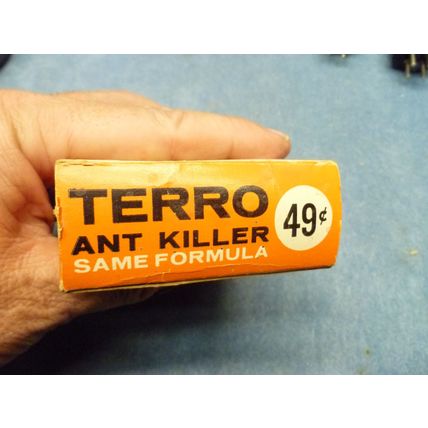 TERRO
ANT KILLER
SAME FORMULA
49¢